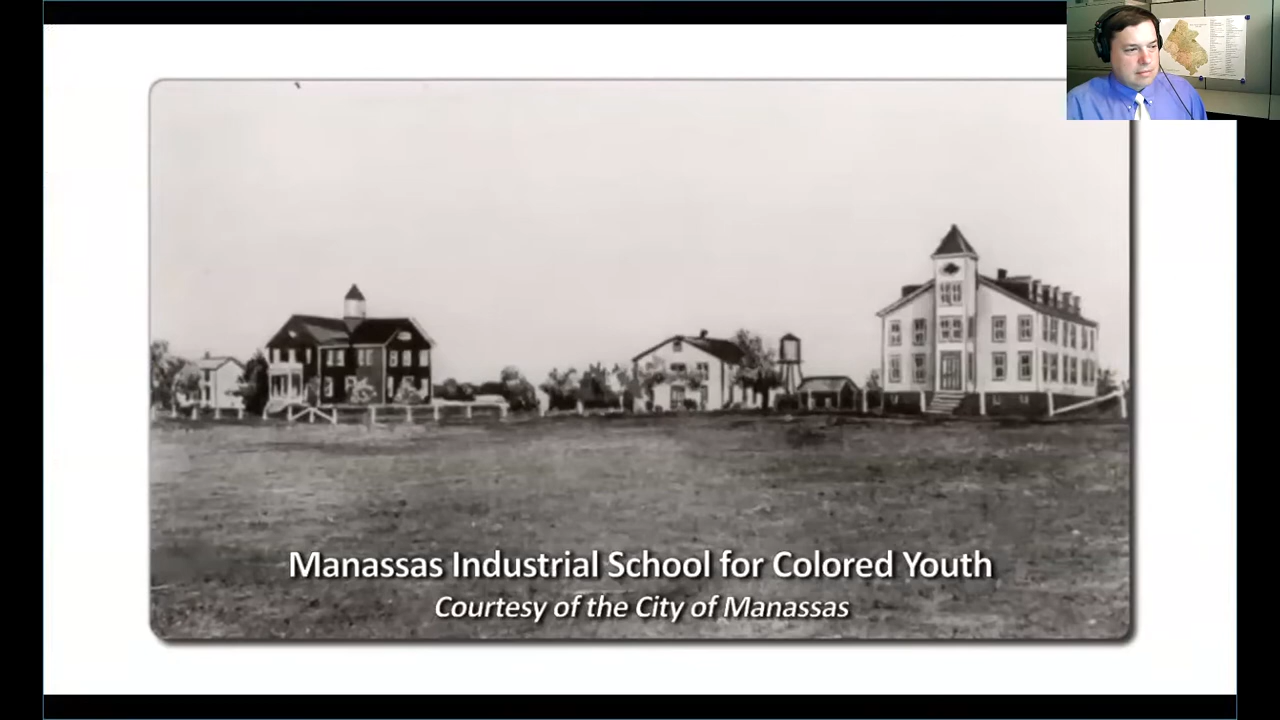 Manassas Industrial School for Colored Youth
Courtesy of the City of Manassas